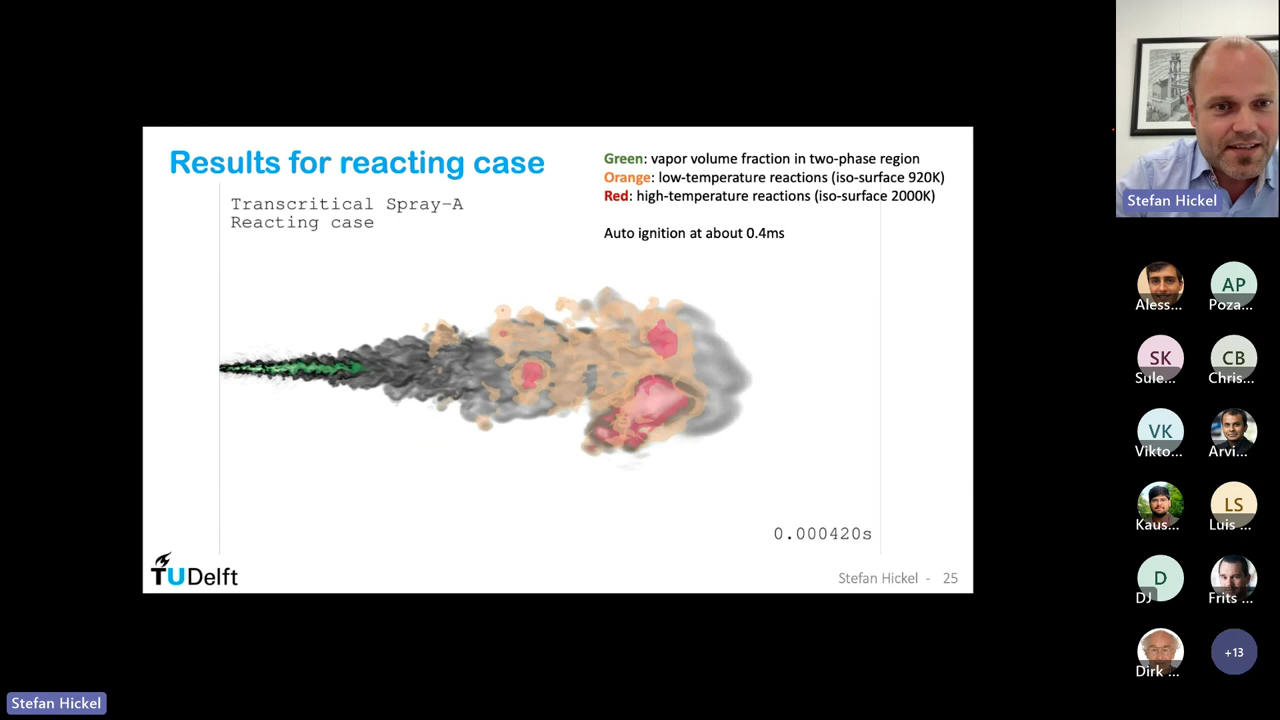 Results for reacting case
Green: vapor volume fraction in two-phase region
Orange: low-temperature reactions (iso-surface 920K)
Red: high-temperature reactions (iso-surface 2000K)
Auto ignition at about 0.4ms
Transcritical Spray-A
Reacting case
0.000420s
TUDelft
Stefan Hickel - 25
Stefan Hickel
Aless...
AP
Poza...
SK
Sule...
CB
Chris...
VK
Vikto...
Arvi...
Kaus...
LS
Luis ...
D
DJ
Frits ...
Dirk ...
+13
Stefan Hickel